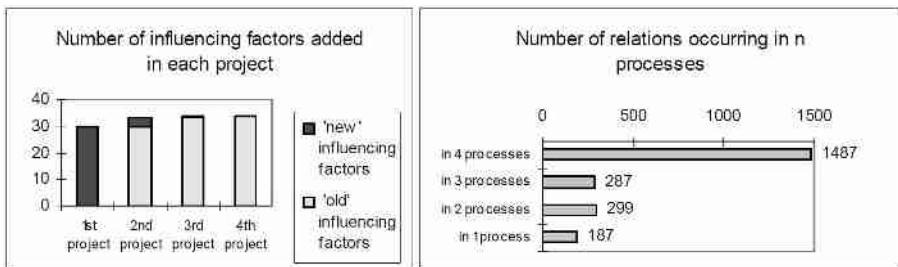 Number of influencing factors added
in each project
40
30
20
10
0
1st
project
2nd
project
3rd
project
4th
project
'new'
influencing
factors
'old'
influencing
factors
Number of relations occurring in n
processes
0 500 1000 1500
in 4 processes 1487
in 3 processes 287
in 2 processes 299
in 1process 187